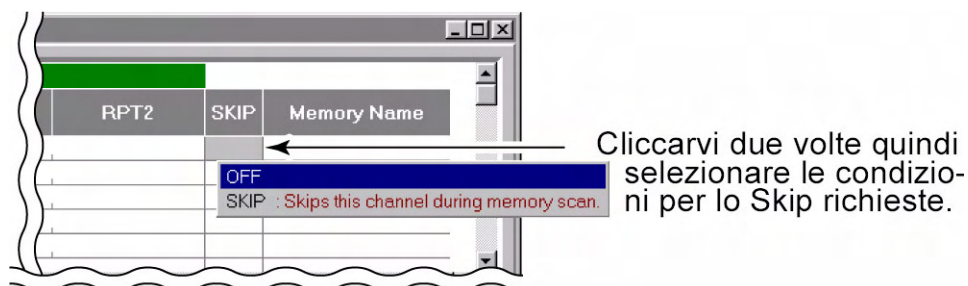 RPT2 SKIP Memory Name
OFF
SKIP : Skips this channel during memory scan.
Cliccarvi due volte quindi
selezionare le condizio-
ni per lo Skip richieste.